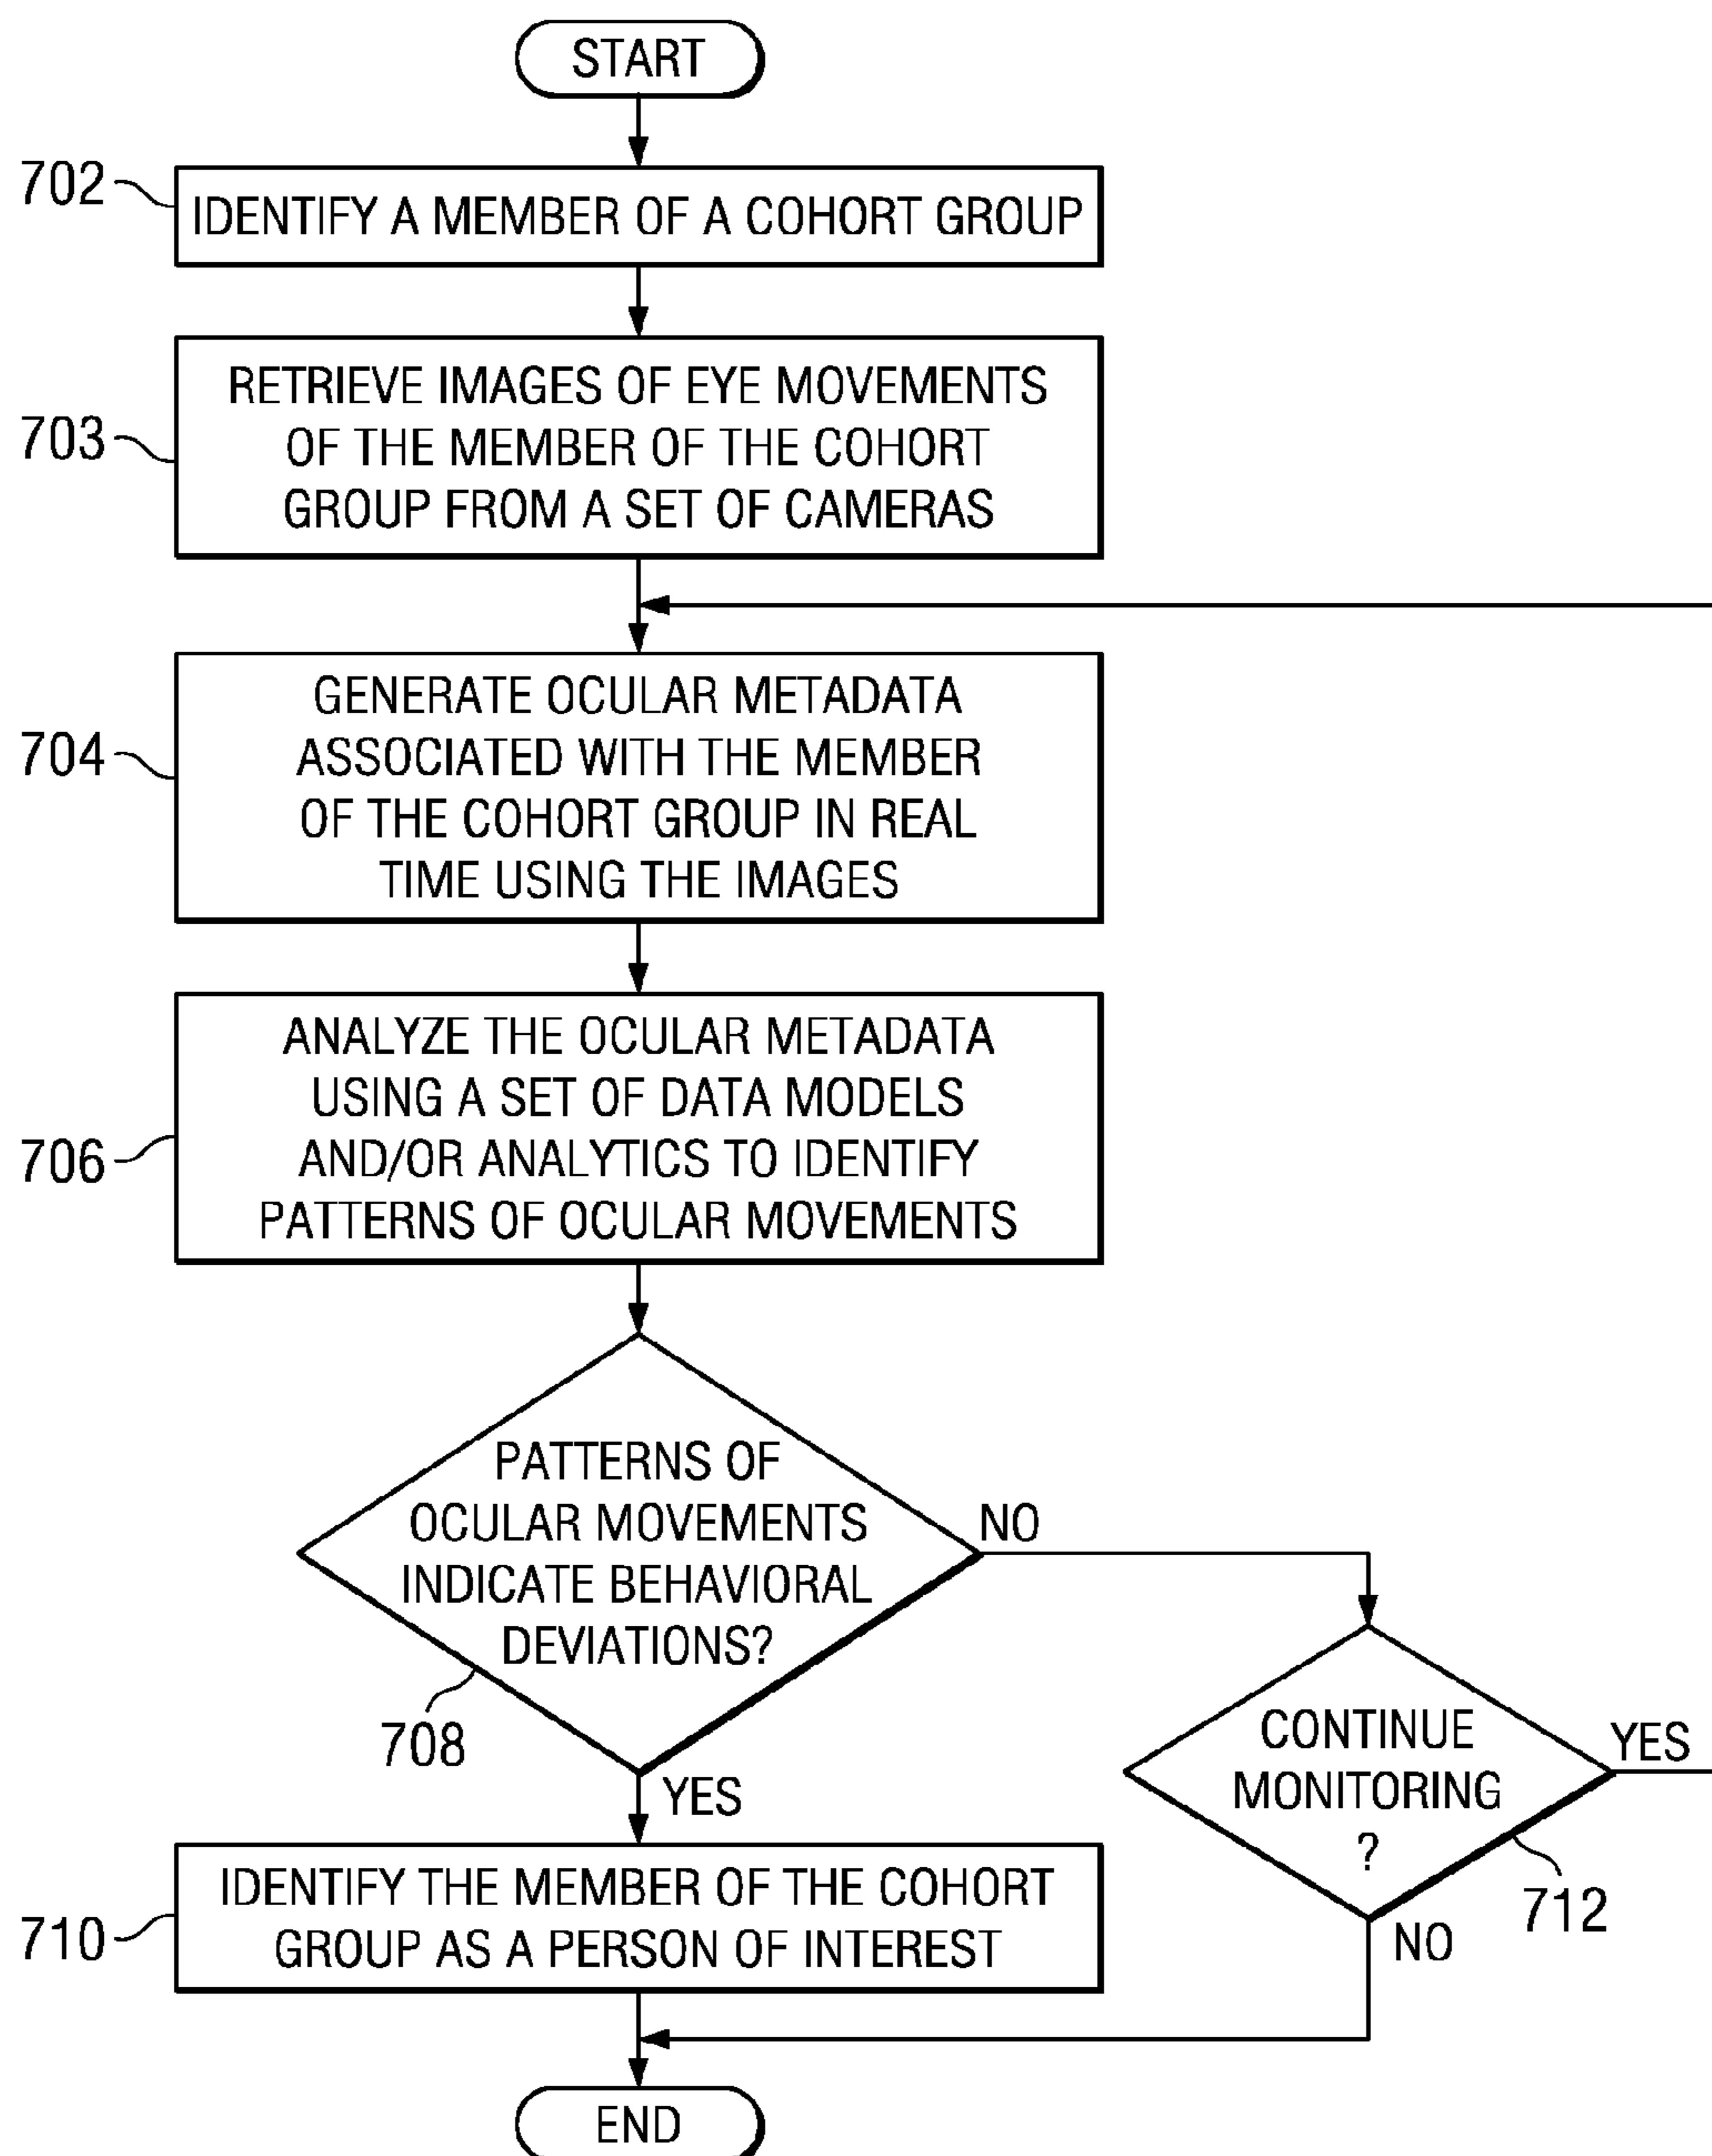 START
702
IDENTIFY A MEMBER OF A COHORT GROUP
703
RETRIEVE IMAGES OF EYE MOVEMENTS
OF THE MEMBER OF THE COHORT
GROUP FROM A SET OF CAMERAS
704
GENERATE OCULAR METADATA
ASSOCIATED WITH THE MEMBER
OF THE COHORT GROUP IN REAL
TIME USING THE IMAGES
706
ANALYZE THE OCULAR METADATA
USING A SET OF DATA MODELS
AND/OR ANALYTICS TO IDENTIFY
PATTERNS OF OCULAR MOVEMENTS
PATTERNS OF
OCULAR MOVEMENTS
INDICATE BEHAVIORAL
DEVIATIONS?
NO
708
YES
CONTINUE
MONITORING
?
YES
712
NO
710
IDENTIFY THE MEMBER OF THE COHORT
GROUP AS A PERSON OF INTEREST
END